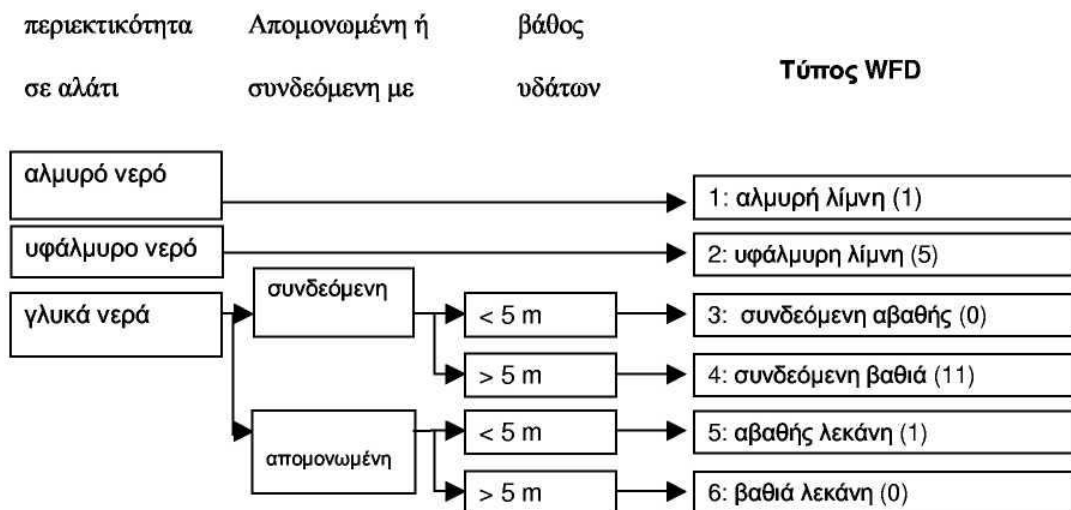 περιεκτικότητα
σε αλάτι
Απομονωμένη ή
συνδεόμενη με
βάθος
υδάτων
Τύπος WFD
αλμυρό νερό
1: αλμυρή λίμνη (1)
υφάλμυρο νερό
2: υφάλμυρη λίμνη (5)
γλυκά νερά
συνδεόμενη
< 5 m
3: συνδεόμενη αβαθής (0)
> 5 m
4: συνδεόμενη βαθιά (11)
απομονωμένη
< 5 m
5: αβαθής λεκάνη (1)
> 5 m
6: βαθιά λεκάνη (0)